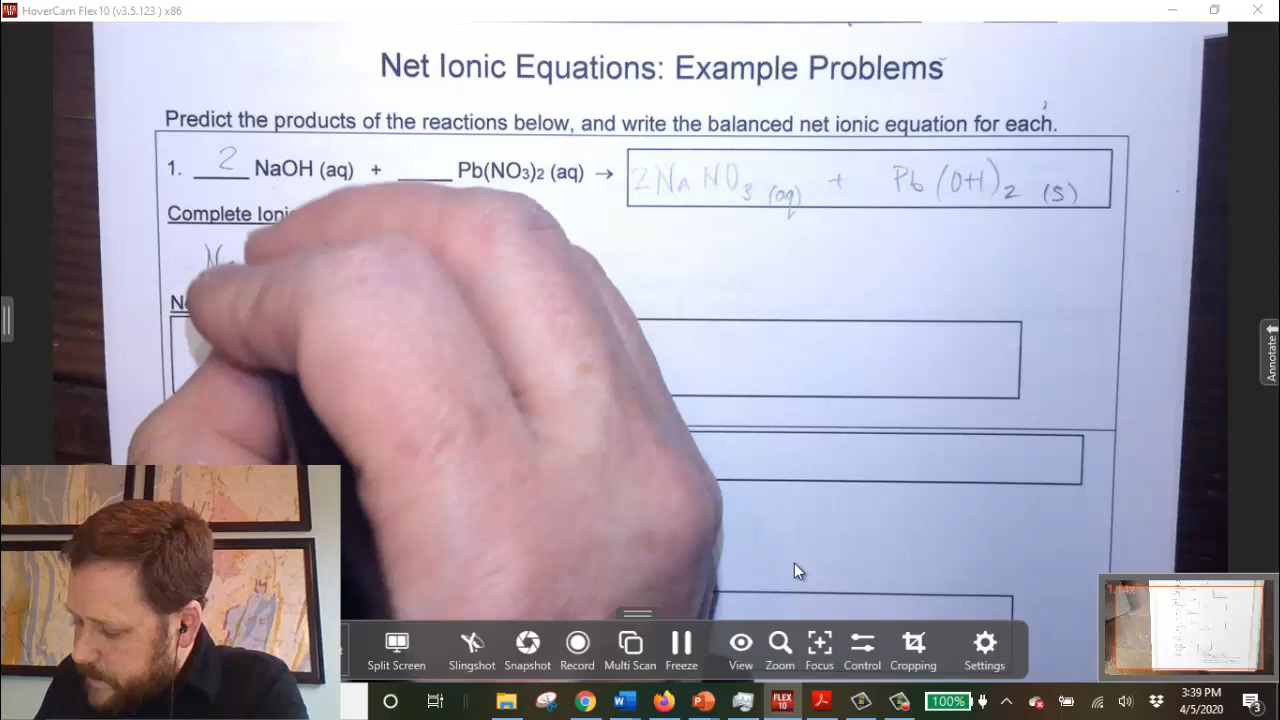 HoverCam Flex10 (v3.5.123 ) x86
Net Ionic Equations: Example Problems
Predict the products of the reactions below, and write the balanced net ionic equation for each.
1. 2 NaOH (aq) + ____ Pb(NO3)2 (aq) → 2NaNO3 (aq) + Pb(OH)2 (s)
Complete Ioni
Annotate
Split Screen
Slingshot
Snapshot
Record
Multi Scan
Freeze
View
Zoom
Focus
Control
Cropping
Settings
FLEX
10
100%
3:39 PM
4/5/2020